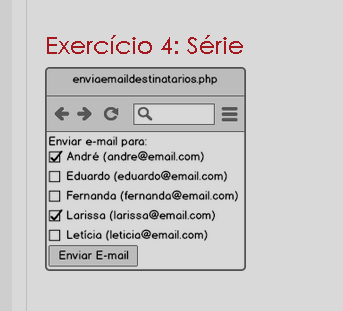 Exercício 4: Série
enviaemaildestinatarios.php
Enviar e-mail para:
André (andre@email.com)
Eduardo (eduardo@email.com)
Fernanda (fernanda@email.com)
Larissa (larissa@email.com)
Letícia (leticia@email.com)
Enviar E-mail